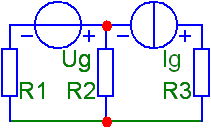 − + − +
Ug Ig
R1 R2 R3